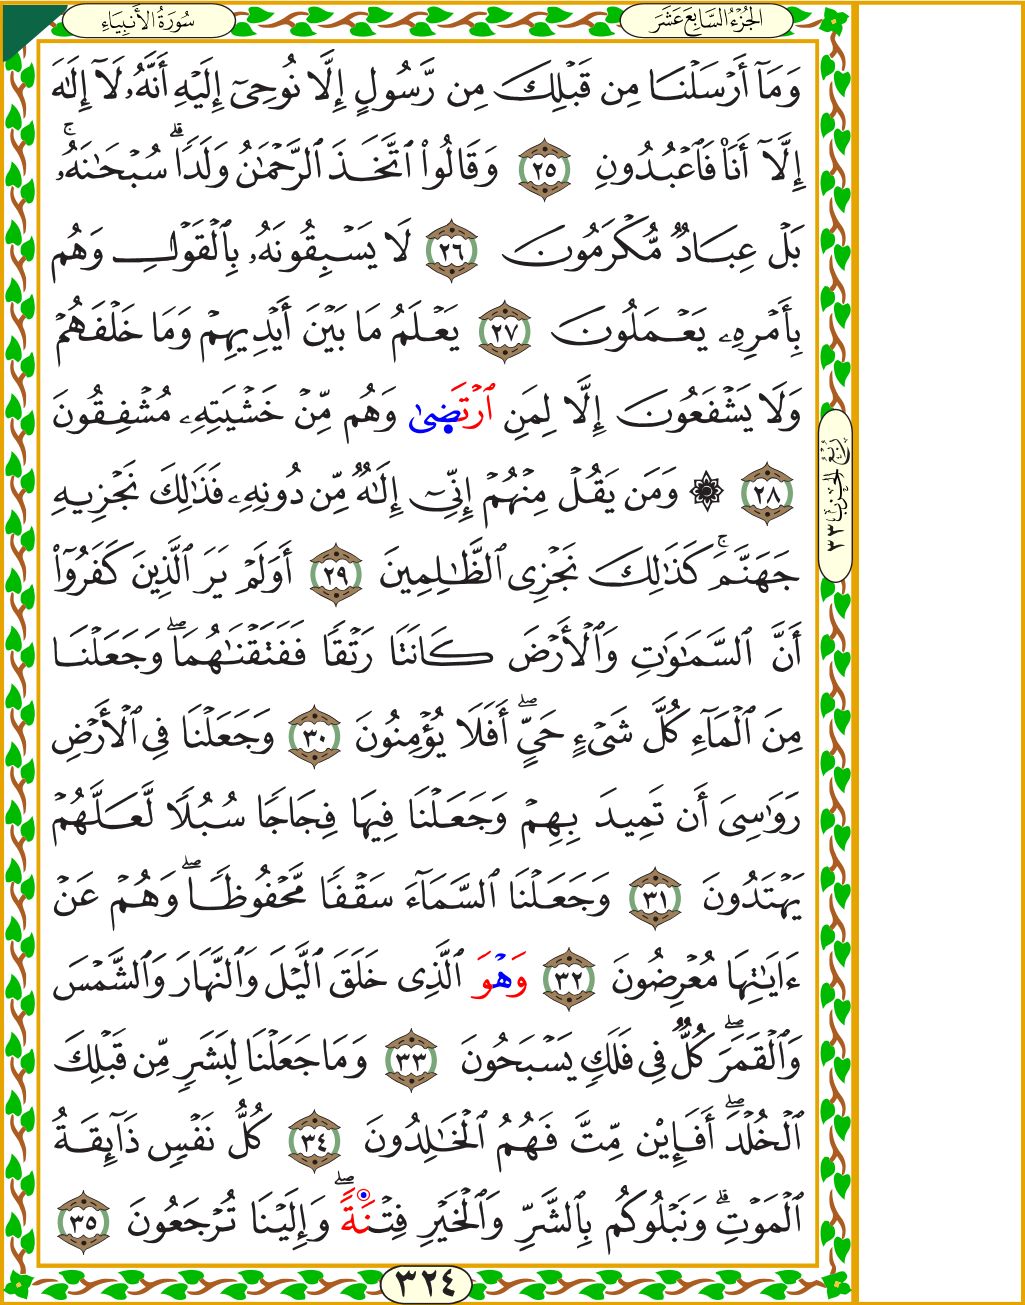 الجُزْءُ السَّابِعَ عَشَرَ
سُورَةُ الأَنبِيَاءِ
وَمَآ أَرۡسَلۡنَا مِن قَبۡلِكَ مِن رَّسُولٍ إِلَّا نُوحِيٓ إِلَيۡهِ أَنَّهُۥ لَآ إِلَٰهَ
إِلَّآ أَنَا۠ فَٱعۡبُدُونِ ٢٥ وَقَالُواْ ٱتَّخَذَ ٱلرَّحۡمَٰنُ وَلَدٗاۗ سُبۡحَٰنَهُۥۚ
بَلۡ عِبَادٞ مُّكۡرَمُونَ ٢٦ لَا يَسۡبِقُونَهُۥ بِٱلۡقَوۡلِ وَهُم
بِأَمۡرِهِۦ يَعۡمَلُونَ ٢٧ يَعۡلَمُ مَا بَيۡنَ أَيۡدِيهِمۡ وَمَا خَلۡفَهُمۡ
وَلَا يَشۡفَعُونَ إِلَّا لِمَنِ ٱرۡتَضَىٰ وَهُم مِّنۡ خَشۡيَتِهِۦ مُشۡفِقُونَ
٢٨ ۞ وَمَن يَقُلۡ مِنۡهُمۡ إِنِّيٓ إِلَٰهٞ مِّن دُونِهِۦ فَذَٰلِكَ نَجۡزِيهِ
جَهَنَّمَۚ كَذَٰلِكَ نَجۡزِي ٱلظَّٰلِمِينَ ٢٩ أَوَلَمۡ يَرَ ٱلَّذِينَ كَفَرُوٓاْ
أَنَّ ٱلسَّمَٰوَٰتِ وَٱلۡأَرۡضَ كَانَتَا رَتۡقٗا فَفَتَقۡنَٰهُمَاۖ وَجَعَلۡنَا
مِنَ ٱلۡمَآءِ كُلَّ شَيۡءٍ حَيٍّۖ أَفَلَا يُؤۡمِنُونَ ٣٠ وَجَعَلۡنَا فِي ٱلۡأَرۡضِ
رَوَٰسِيَ أَن تَمِيدَ بِهِمۡ وَجَعَلۡنَا فِيهَا فِجَاجٗا سُبُلٗا لَّعَلَّهُمۡ
يَهۡتَدُونَ ٣١ وَجَعَلۡنَا ٱلسَّمَآءَ سَقۡفٗا مَّحۡفُوظٗاۖ وَهُمۡ عَنۡ
ءَايَٰتِهَا مُعۡرِضُونَ ٣٢ وَهُوَ ٱلَّذِي خَلَقَ ٱلَّيۡلَ وَٱلنَّهَارَ وَٱلشَّمۡسَ
وَٱلۡقَمَرَۖ كُلّٞ فِي فَلَكٖ يَسۡبَحُونَ ٣٣ وَمَا جَعَلۡنَا لِبَشَرٖ مِّن قَبۡلِكَ
ٱلۡخُلۡدَۖ أَفَإِيْن مِّتَّ فَهُمُ ٱلۡخَٰلِدُونَ ٣٤ كُلُّ نَفۡسٖ ذَآئِقَةُ
ٱلۡمَوۡتِۗ وَنَبۡلُوكُم بِٱلشَّرِّ وَٱلۡخَيۡرِ فِتۡنَةٗۖ وَإِلَيۡنَا تُرۡجَعُونَ ٣٥
رُبْعُ الحِزْبِ ٣٣
٣٢٤